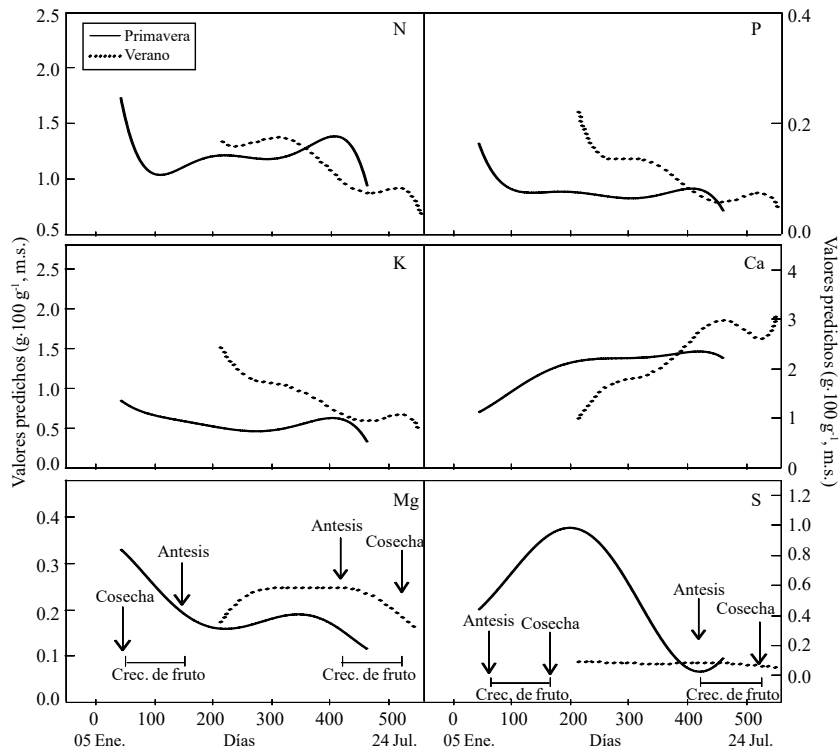 2.5
N
P
0.4
Primavera
Verano
2.0
1.5
0.2
1.0
0.5
0.0
Valores predichos (g·100 g⁻¹, m.s.)
Valores predichos (g·100 g⁻¹, m.s.)
2.5
K
Ca
4
2.0
3
1.5
2
1.0
0.5
1
0.0
0
Mg
S
1.2
0.4
Antesis
Antesis
Cosecha
1.0
0.3
0.8
Cosecha
Antesis
0.6
0.2
Antesis
Cosecha
Cosecha
0.4
0.1
0.2
Crec. de fruto
Crec. de fruto
Crec. de fruto
Crec. de fruto
0.0
0.0
0 100 200 300 400 500
0 100 200 300 400 500
05 Ene. Días 24 Jul.
05 Ene. Días 24 Jul.